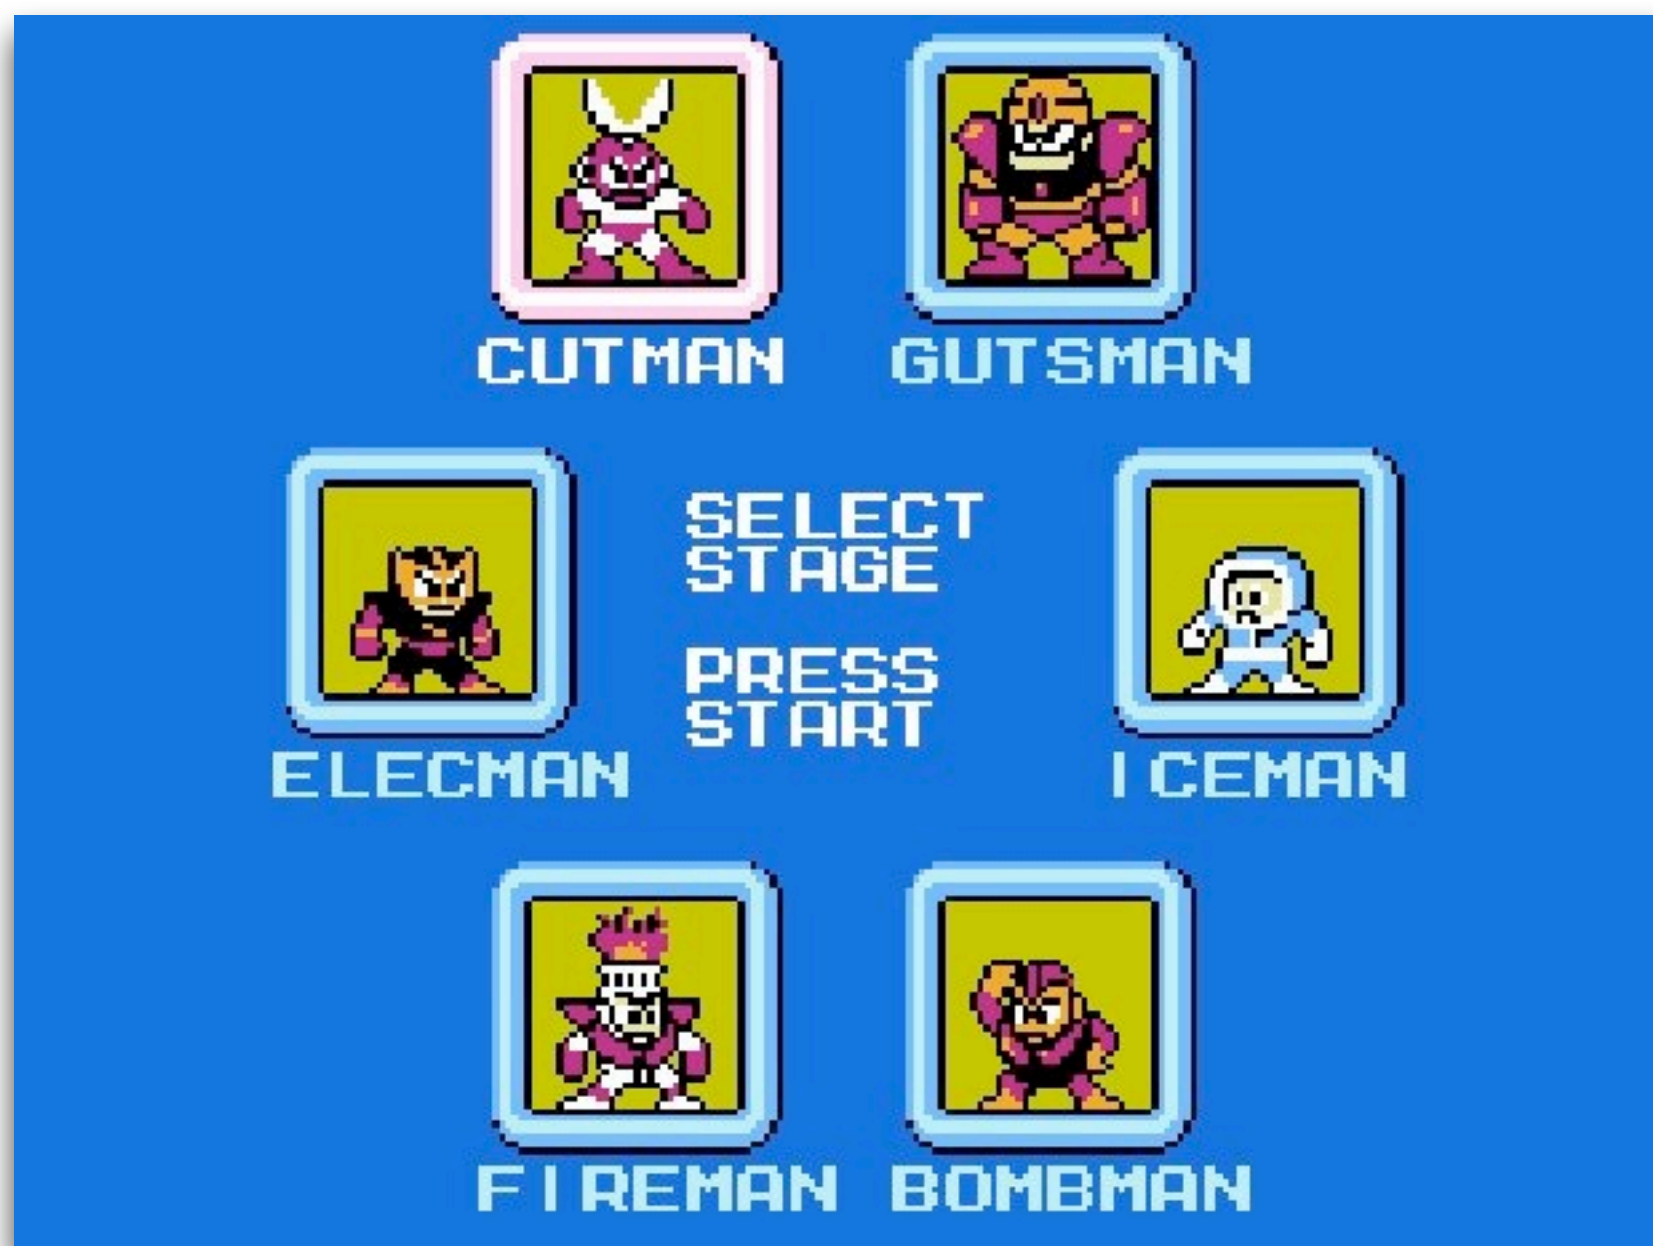 CUTMAN GUTSMAN
SELECT
STAGE
PRESS
START
ELECMAN ICEMAN
FIREMAN BOMBMAN